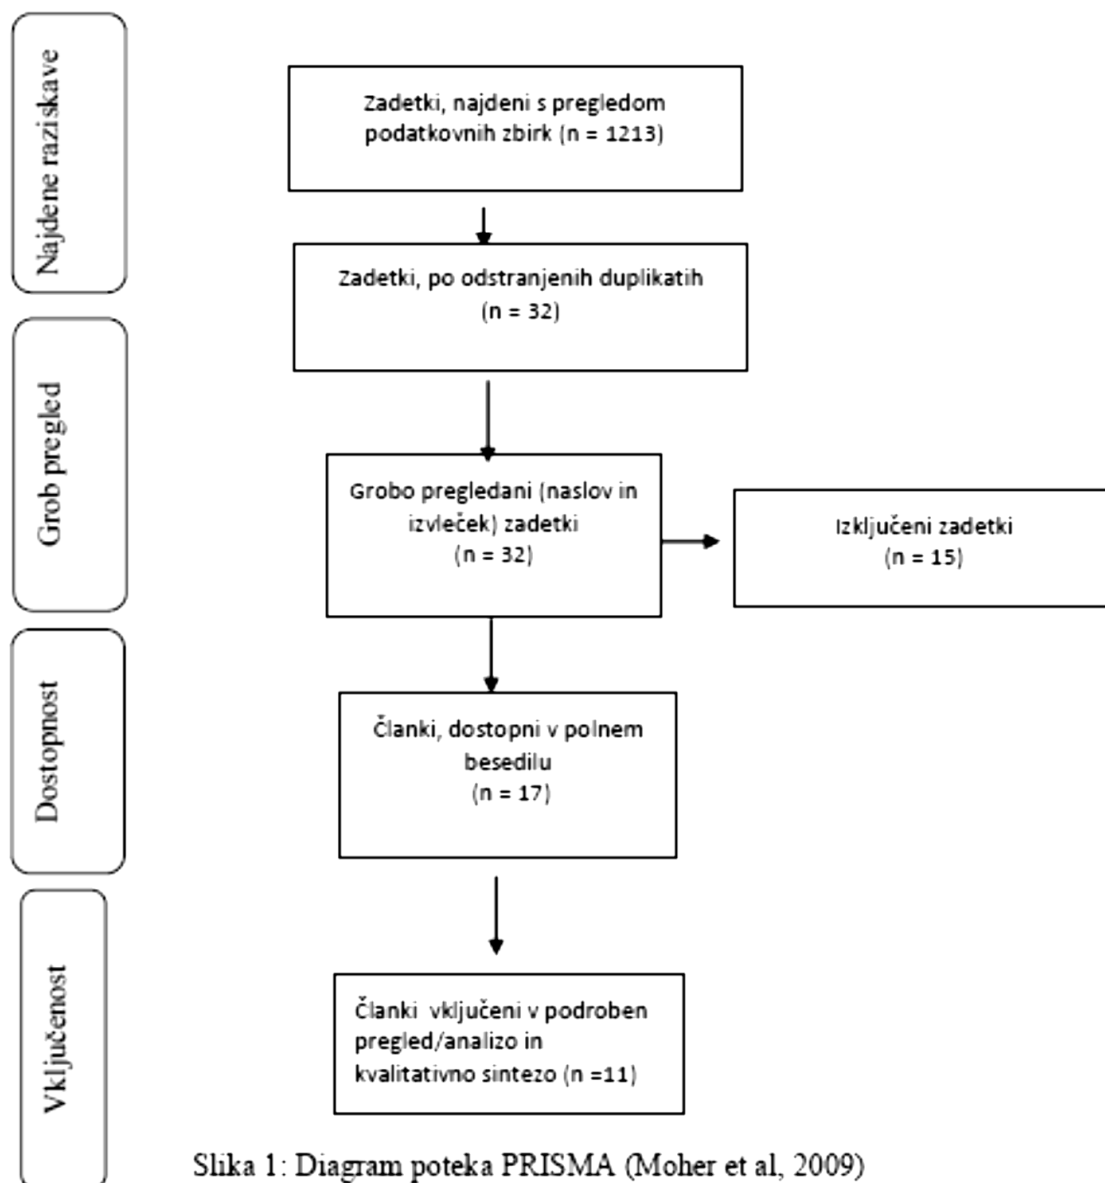 Najdene raziskave
Zadetki, najdeni s pregledom
podatkovnih zbirk (n = 1213)
Zadetki, po odstranjenih duplikatih
(n = 32)
Grob pregled
Grobo pregledani (naslov in
izvleček) zadetki
(n = 32)
Izključeni zadetki
(n = 15)
Dostopnost
Članki, dostopni v polnem
besedilu
(n = 17)
Vključenost
Članki  vključeni v podroben
pregled/analizo in
kvalitativno sintezo (n =11)
Slika 1: Diagram poteka PRISMA (Moher et al, 2009)